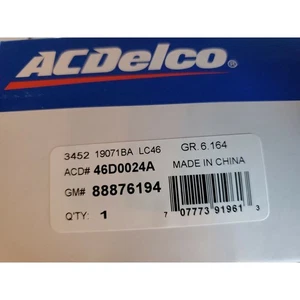 ACDelco
3452 19071BA LC46 GR.6.164
ACD# 46D0024A MADE IN CHINA
GM# 88876194
Q'TY: 1
7 07773 91961 3